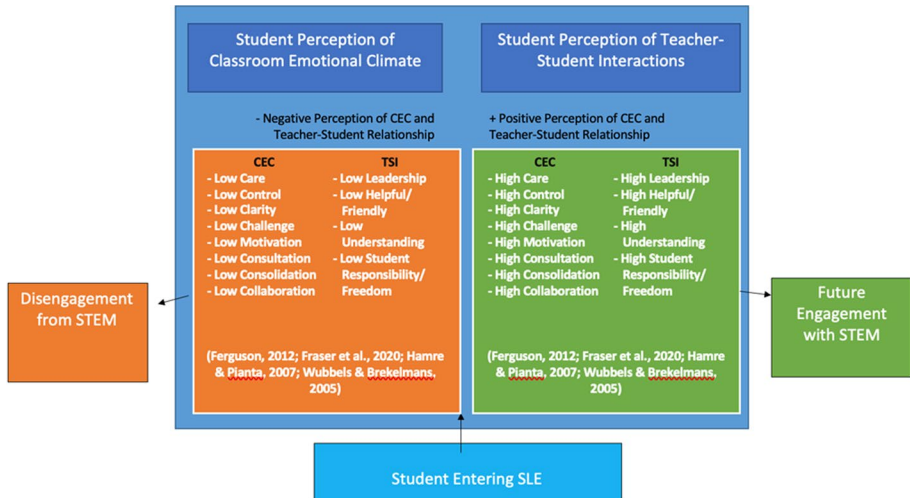 Student Perception of
Classroom Emotional Climate
Student Perception of Teacher-
Student Interactions
- Negative Perception of CEC and
Teacher-Student Relationship
+ Positive Perception of CEC and
Teacher-Student Relationship
CEC
- Low Care
- Low Control
- Low Clarity
- Low Challenge
- Low Motivation
- Low Consultation
- Low Consolidation
- Low Collaboration
TSI
- Low Leadership
- Low Helpful/
Friendly
- Low
Understanding
- Low Student
Responsibility/
Freedom
(Ferguson, 2012; Fraser et al., 2020; Hamre
& Pianta, 2007; Wubbels & Brekelmans,
2005)
CEC
- High Care
- High Control
- High Clarity
- High Challenge
- High Motivation
- High Consultation
- High Consolidation
- High Collaboration
TSI
- High Leadership
- High Helpful/
Friendly
- High
Understanding
- High Student
Responsibility/
Freedom
(Ferguson, 2012; Fraser et al., 2020; Hamre
& Pianta, 2007; Wubbels & Brekelmans,
2005)
Disengagement
from STEM
Future
Engagement
with STEM
Student Entering SLE